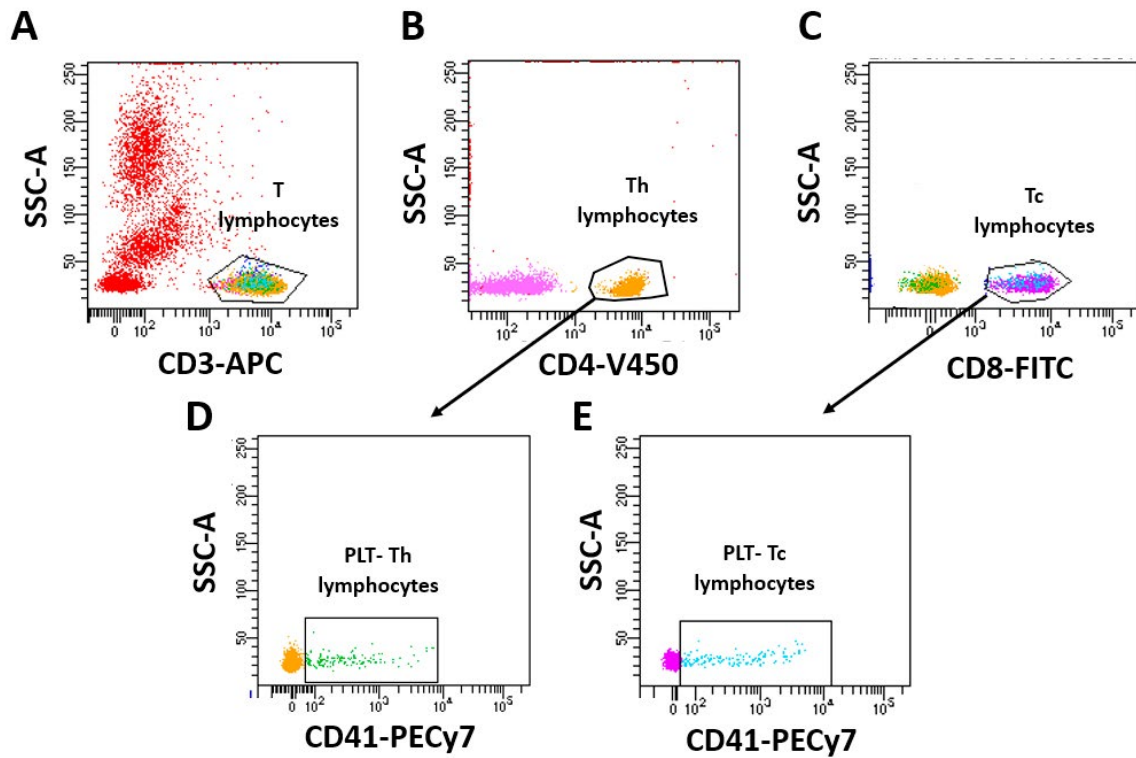 A
B
C
SSC-A
250
200
150
100
50
T
lymphocytes
0 10² 10³ 10⁴ 10⁵
CD3-APC
SSC-A
250
200
150
100
50
Th
lymphocytes
10² 10³ 10⁴ 10⁵
CD4-V450
SSC-A
250
200
150
100
50
Tc
lymphocytes
0 10³ 10⁴ 10⁵
CD8-FITC
D
E
SSC-A
250
200
150
100
50
PLT- Th
lymphocytes
0 10² 10³ 10⁴ 10⁵
CD41-PECy7
SSC-A
250
200
150
100
50
PLT- Tc
lymphocytes
0 10² 10³ 10⁴ 10⁵
CD41-PECy7